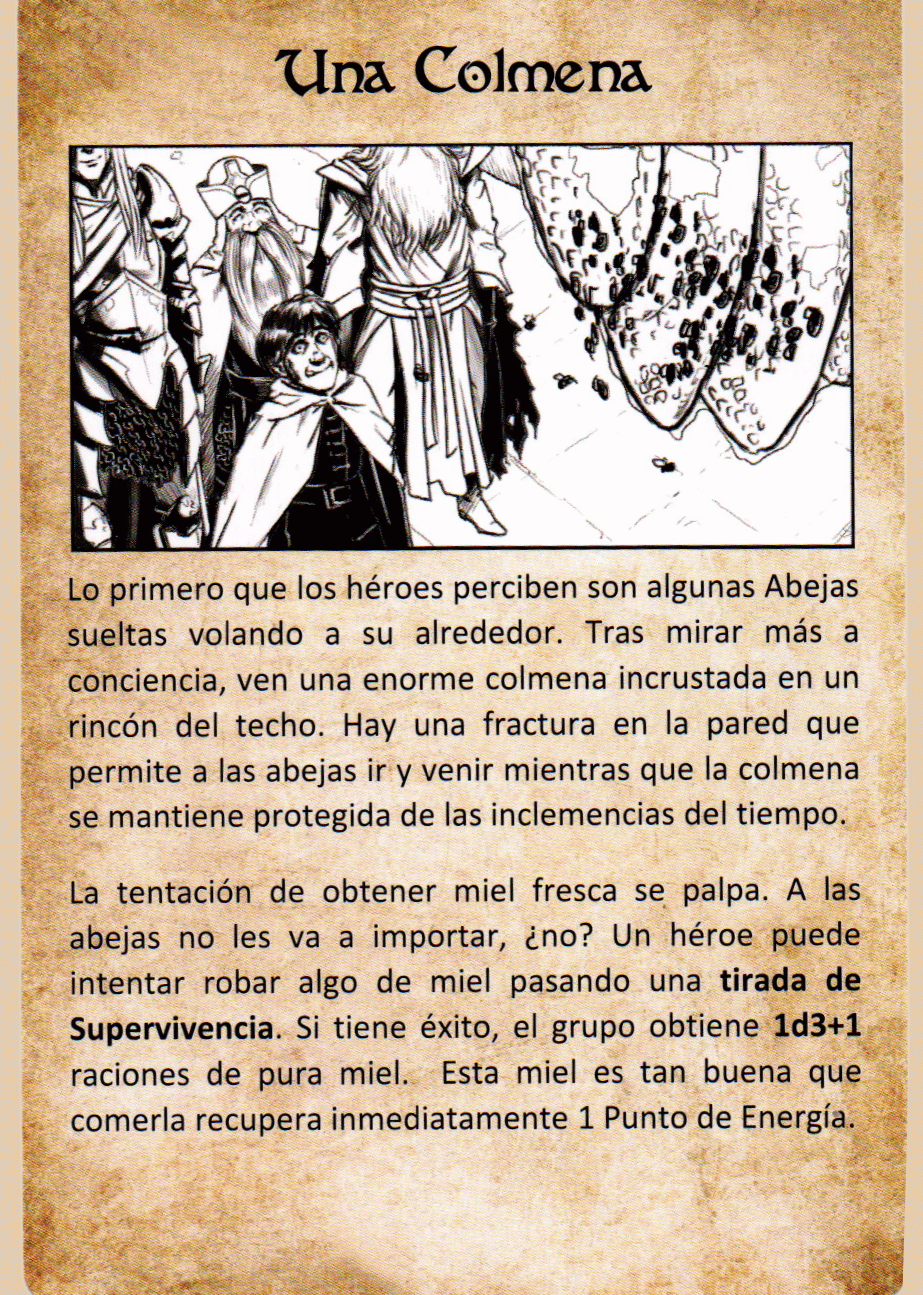 Una Colmena
Lo primero que los héroes perciben son algunas Abejas
sueltas volando a su alrededor. Tras mirar más a
conciencia, ven una enorme colmena incrustada en un
rincón del techo. Hay una fractura en la pared que
permite a las abejas ir y venir mientras que la colmena
se mantiene protegida de las inclemencias del tiempo.
La tentación de obtener miel fresca se palpa. A las
abejas no les va a importar, ¿no? Un héroe puede
intentar robar algo de miel pasando una tirada de
Supervivencia. Si tiene éxito, el grupo obtiene 1d3+1
raciones de pura miel. Esta miel es tan buena que
comerla recupera inmediatamente 1 Punto de Energía.